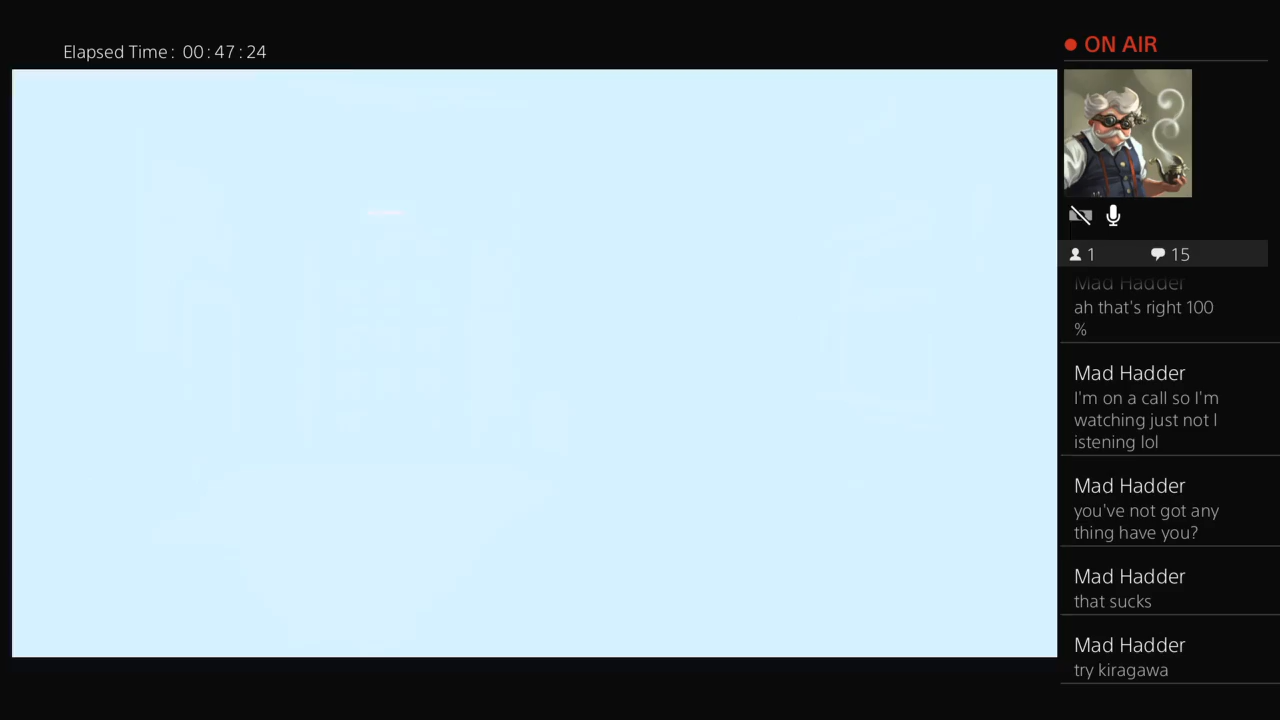 Elapsed Time: 00:47:24
ON AIR
1 15
Mad Hadder
ah that's right 100
%
Mad Hadder
I'm on a call so I'm
watching just not l
istening lol
Mad Hadder
you've not got any
thing have you?
Mad Hadder
that sucks
Mad Hadder
try kiragawa